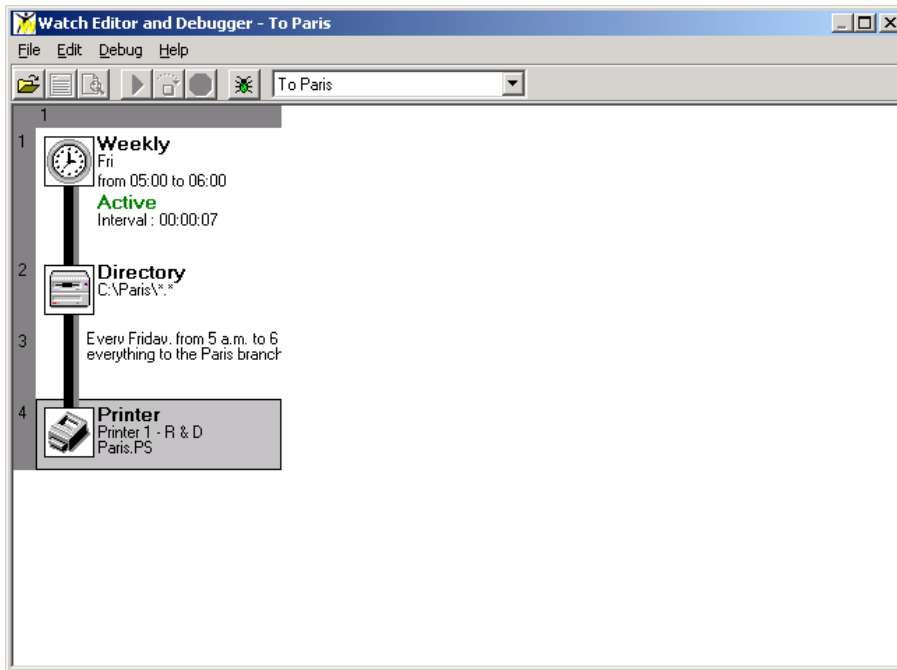 Watch Editor and Debugger - To Paris
File Edit Debug Help
To Paris
1
1
Weekly
Fri
from 05:00 to 06:00
Active
Interval : 00:00:07
2
Directory
C:\Paris\*.*
3
Every Friday, from 5 a.m. to 6
everything to the Paris branch
4
Printer
Printer 1 - R & D
Paris.PS